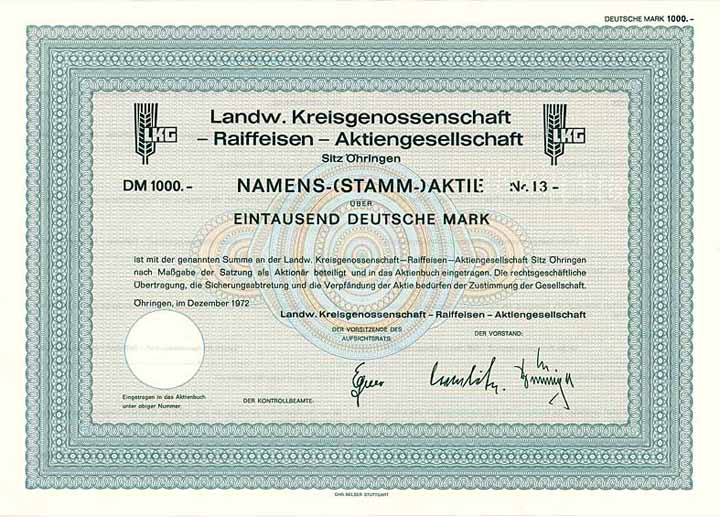 DEUTSCHE MARK 1000.-
Landw. Kreisgenossenschaft
- Raiffeisen - Aktiengesellschaft
Sitz Öhringen
LKG
LKG
DM 1000.- NAMENS-(STAMM-)AKTIE Nr. 13 -
ÜBER
EINTAUSEND DEUTSCHE MARK
ist mit der genannten Summe an der Landw. Kreisgenossenschaft-Raiffeisen-Aktiengesellschaft Sitz Öhringen
nach Maßgabe der Satzung als Aktionär beteiligt und in das Aktienbuch eingetragen. Die rechtsgeschäftliche
Übertragung, die Sicherungsabtretung und die Verpfändung der Aktie bedürfen der Zustimmung der Gesellschaft.
Öhringen, im Dezember 1972
Landw. Kreisgenossenschaft - Raiffeisen - Aktiengesellschaft
DER VORSITZENDE DES
AUFSICHTSRATS:
DER VORSTAND:
Eingetragen in das Aktienbuch
unter obiger Nummer.
DER KONTROLLBEAMTE:
CHR. BELSER STUTTGART